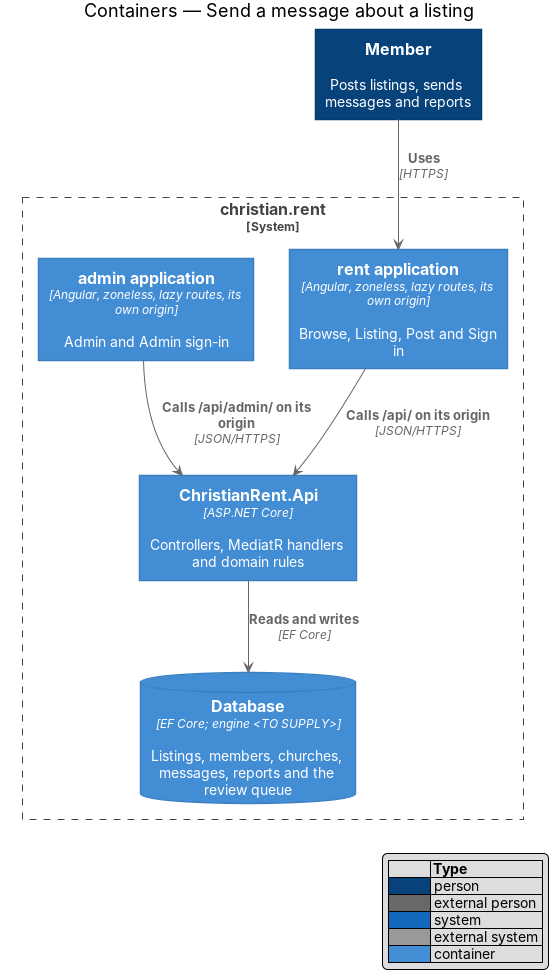 Containers — Send a message about a listing
Member
Posts listings, sends
messages and reports
Uses
[HTTPS]
christian.rent
[System]
admin application
[Angular, zoneless, lazy routes, its
own origin]
Admin and Admin sign-in
rent application
[Angular, zoneless, lazy routes, its
own origin]
Browse, Listing, Post and Sign
in
Calls /api/admin/ on its
origin
[JSON/HTTPS]
Calls /api/ on its origin
[JSON/HTTPS]
ChristianRent.Api
[ASP.NET Core]
Controllers, MediatR handlers
and domain rules
Reads and writes
[EF Core]
Database
[EF Core; engine <TO SUPPLY>]
Listings, members, churches,
messages, reports and the
review queue
Type
person
external person
system
external system
container